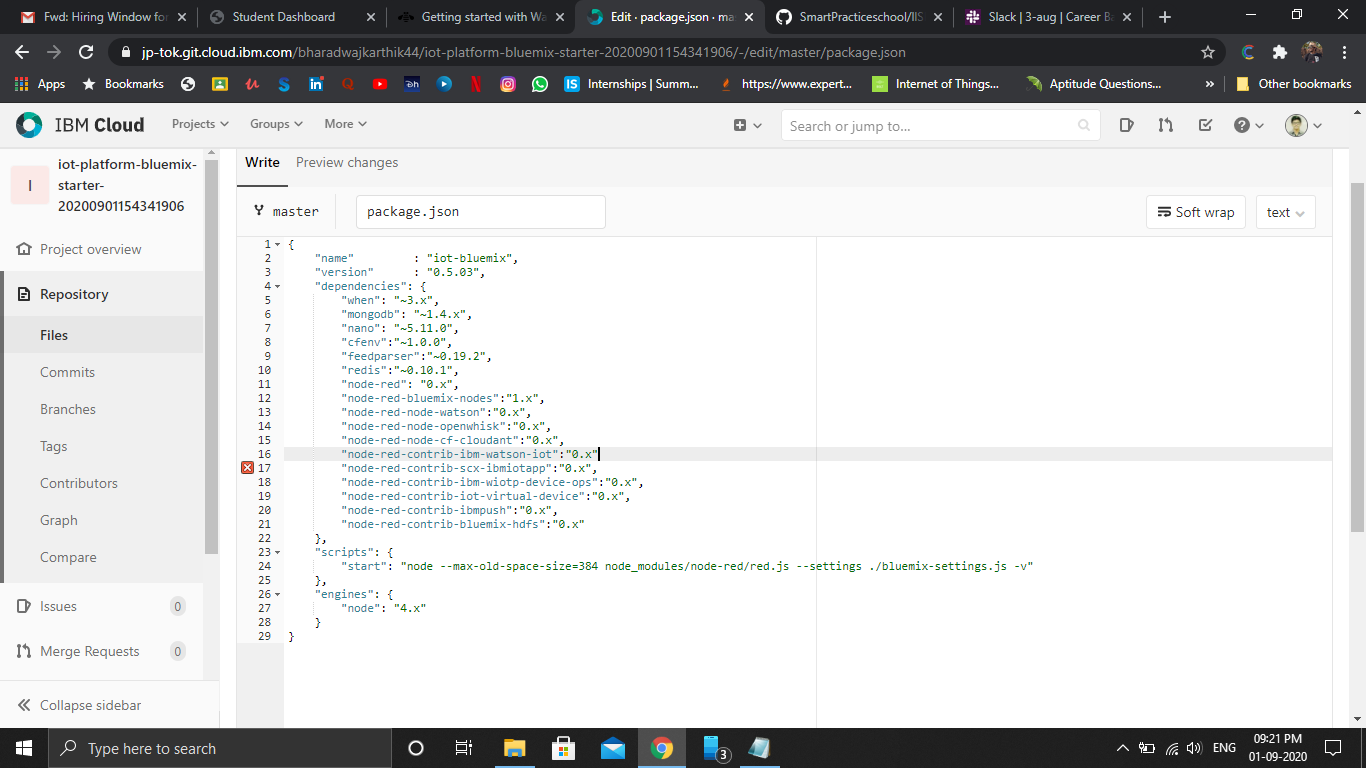 Fwd: Hiring Window for
Student Dashboard
Getting started with Wa
Edit · package.json · ma
SmartPracticeschool/IIS
Slack | 3-aug | Career Ba
jp-tok.git.cloud.ibm.com/bharadwajkarthik44/iot-platform-bluemix-starter-20200901154341906/-/edit/master/package.json
Apps
Bookmarks
Internships | Summ...
https://www.expert...
Internet of Things...
Aptitude Questions...
»
Other bookmarks
IBM Cloud
Projects
Groups
More
Search or jump to...
I
iot-platform-bluemix-
starter-
20200901154341906
Project overview
Repository
Files
Commits
Branches
Tags
Contributors
Graph
Compare
Issues 0
Merge Requests 0
Collapse sidebar
Write
Preview changes
master
package.json
Soft wrap
text
1 {
2 "name" : "iot-bluemix",
3 "version" : "0.5.03",
4 "dependencies": {
5 "when": "~3.x",
6 "mongodb": "~1.4.x",
7 "nano": "~5.11.0",
8 "cfenv":"~1.0.0",
9 "feedparser":"~0.19.2",
10 "redis":"~0.10.1",
11 "node-red": "0.x",
12 "node-red-bluemix-nodes":"1.x",
13 "node-red-node-watson":"0.x",
14 "node-red-node-openwhisk":"0.x",
15 "node-red-node-cf-cloudant":"0.x",
16 "node-red-contrib-ibm-watson-iot":"0.x"
17 "node-red-contrib-scx-ibmiotapp":"0.x",
18 "node-red-contrib-ibm-wiotp-device-ops":"0.x",
19 "node-red-contrib-iot-virtual-device":"0.x",
20 "node-red-contrib-ibmpush":"0.x",
21 "node-red-contrib-bluemix-hdfs":"0.x"
22 },
23 "scripts": {
24 "start": "node --max-old-space-size=384 node_modules/node-red/red.js --settings ./bluemix-settings.js -v"
25 },
26 "engines": {
27 "node": "4.x"
28 }
29 }
Type here to search
3
ENG
09:21 PM
01-09-2020